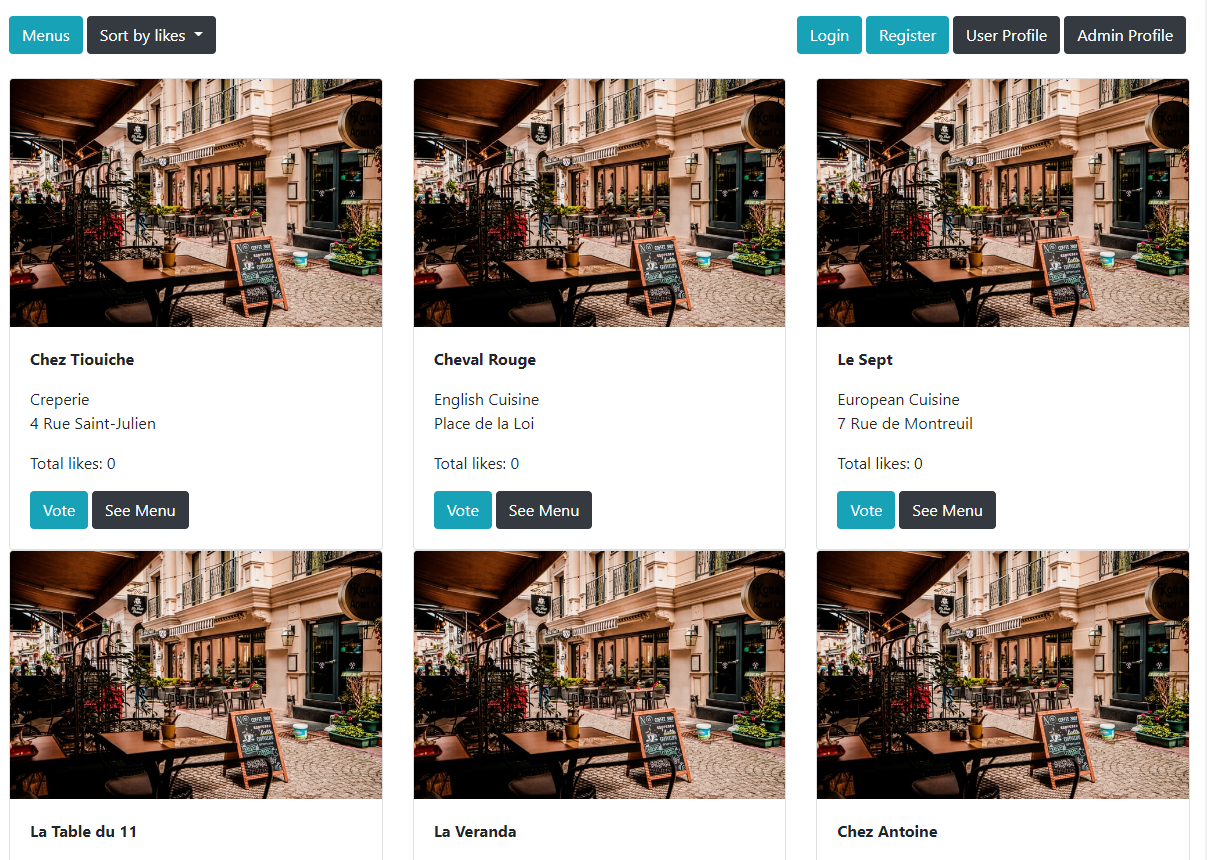 Menus Sort by likes Login Register User Profile Admin Profile
Chez Tiouiche
Creperie
4 Rue Saint-Julien
Total likes: 0
Vote See Menu
Cheval Rouge
English Cuisine
Place de la Loi
Total likes: 0
Vote See Menu
Le Sept
European Cuisine
7 Rue de Montreuil
Total likes: 0
Vote See Menu
La Table du 11
La Veranda
Chez Antoine